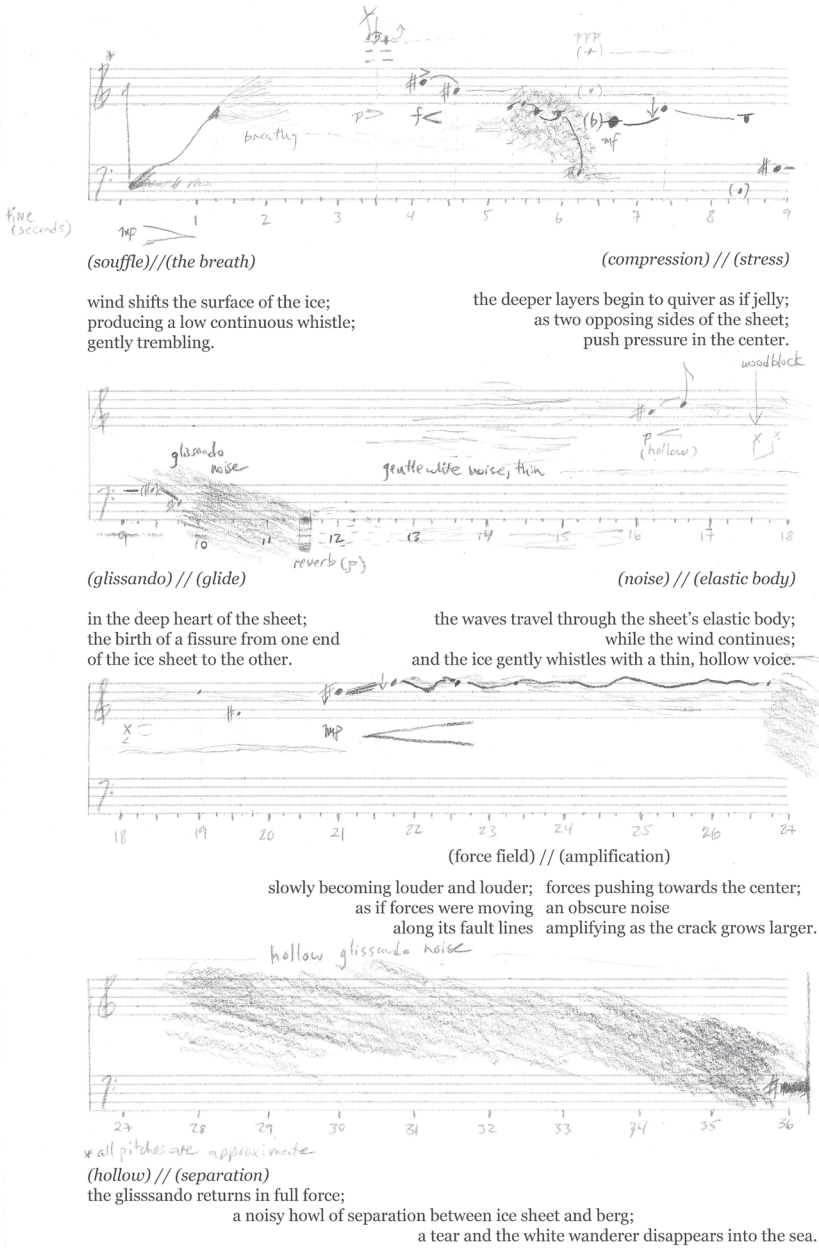 ppp
(+)
*
p > f <
(b)
mf
breathy
time
(seconds)
1 2 3 4 5 6 7 8 9
mp
(souffle)//(the breath)
(compression) // (stress)
wind shifts the surface of the ice;
producing a low continuous whistle;
gently trembling.
the deeper layers begin to quiver as if jelly;
as two opposing sides of the sheet;
push pressure in the center.
woodblock
p <
(hollow)
glissando
noise
gentle white noise, thin
9 10 11 12 13 14 15 16 17 18
reverb (p)
(glissando) // (glide)
(noise) // (elastic body)
in the deep heart of the sheet;
the birth of a fissure from one end
of the ice sheet to the other.
the waves travel through the sheet's elastic body;
while the wind continues;
and the ice gently whistles with a thin, hollow voice.
mp
18 19 20 21 22 23 24 25 26 27
(force field) // (amplification)
slowly becoming louder and louder;
as if forces were moving
along its fault lines
forces pushing towards the center;
an obscure noise
amplifying as the crack grows larger.
hollow glissando noise
27 28 29 30 31 32 33 34 35 36
* all pitches are approximate
(hollow) // (separation)
the glisssando returns in full force;
a noisy howl of separation between ice sheet and berg;
a tear and the white wanderer disappears into the sea.